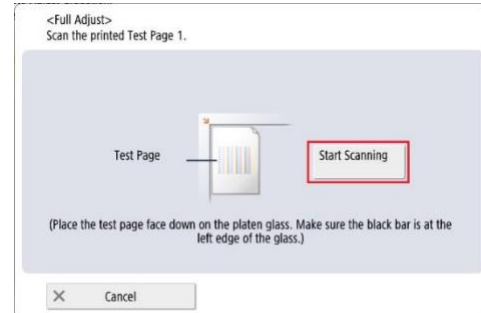 <Full Adjust>
Scan the printed Test Page 1.
Test Page
Start Scanning
(Place the test page face down on the platen glass. Make sure the black bar is at the
left edge of the glass.)
Cancel